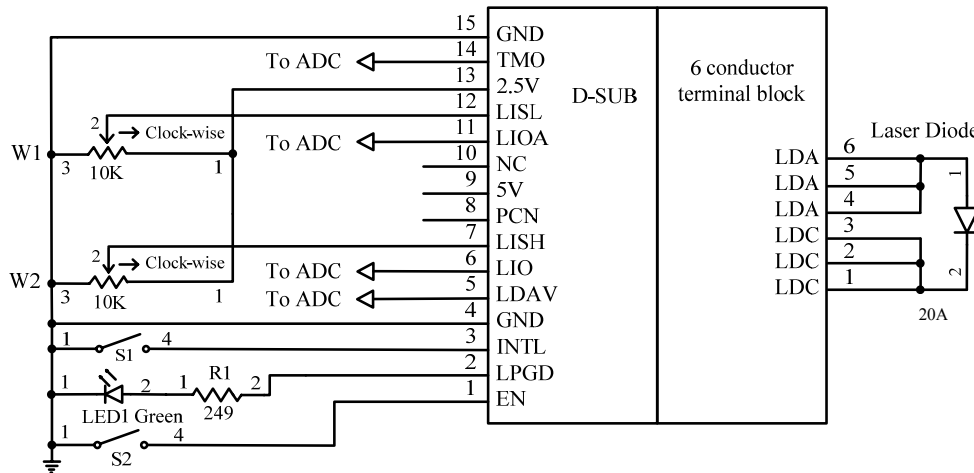 15 GND
To ADC 14 TMO
13 2.5V
6 conductor
terminal block
D-SUB
12 LISL
2 Clock-wise
To ADC 11 LIOA
Laser Diode
W1
3 10K 1
10 NC
9 5V
8 PCN
7 LISH
2 Clock-wise
To ADC 6 LIO
W2
3 10K 1
To ADC 5 LDAV
4 GND
1 S1 4 3 INTL
1 2 1 R1 2 2 LPGD
LED1 Green 249
1 EN
1 S2 4
LDA 6
LDA 5
LDA 4
LDC 3
LDC 2
LDC 1
1
2
20A